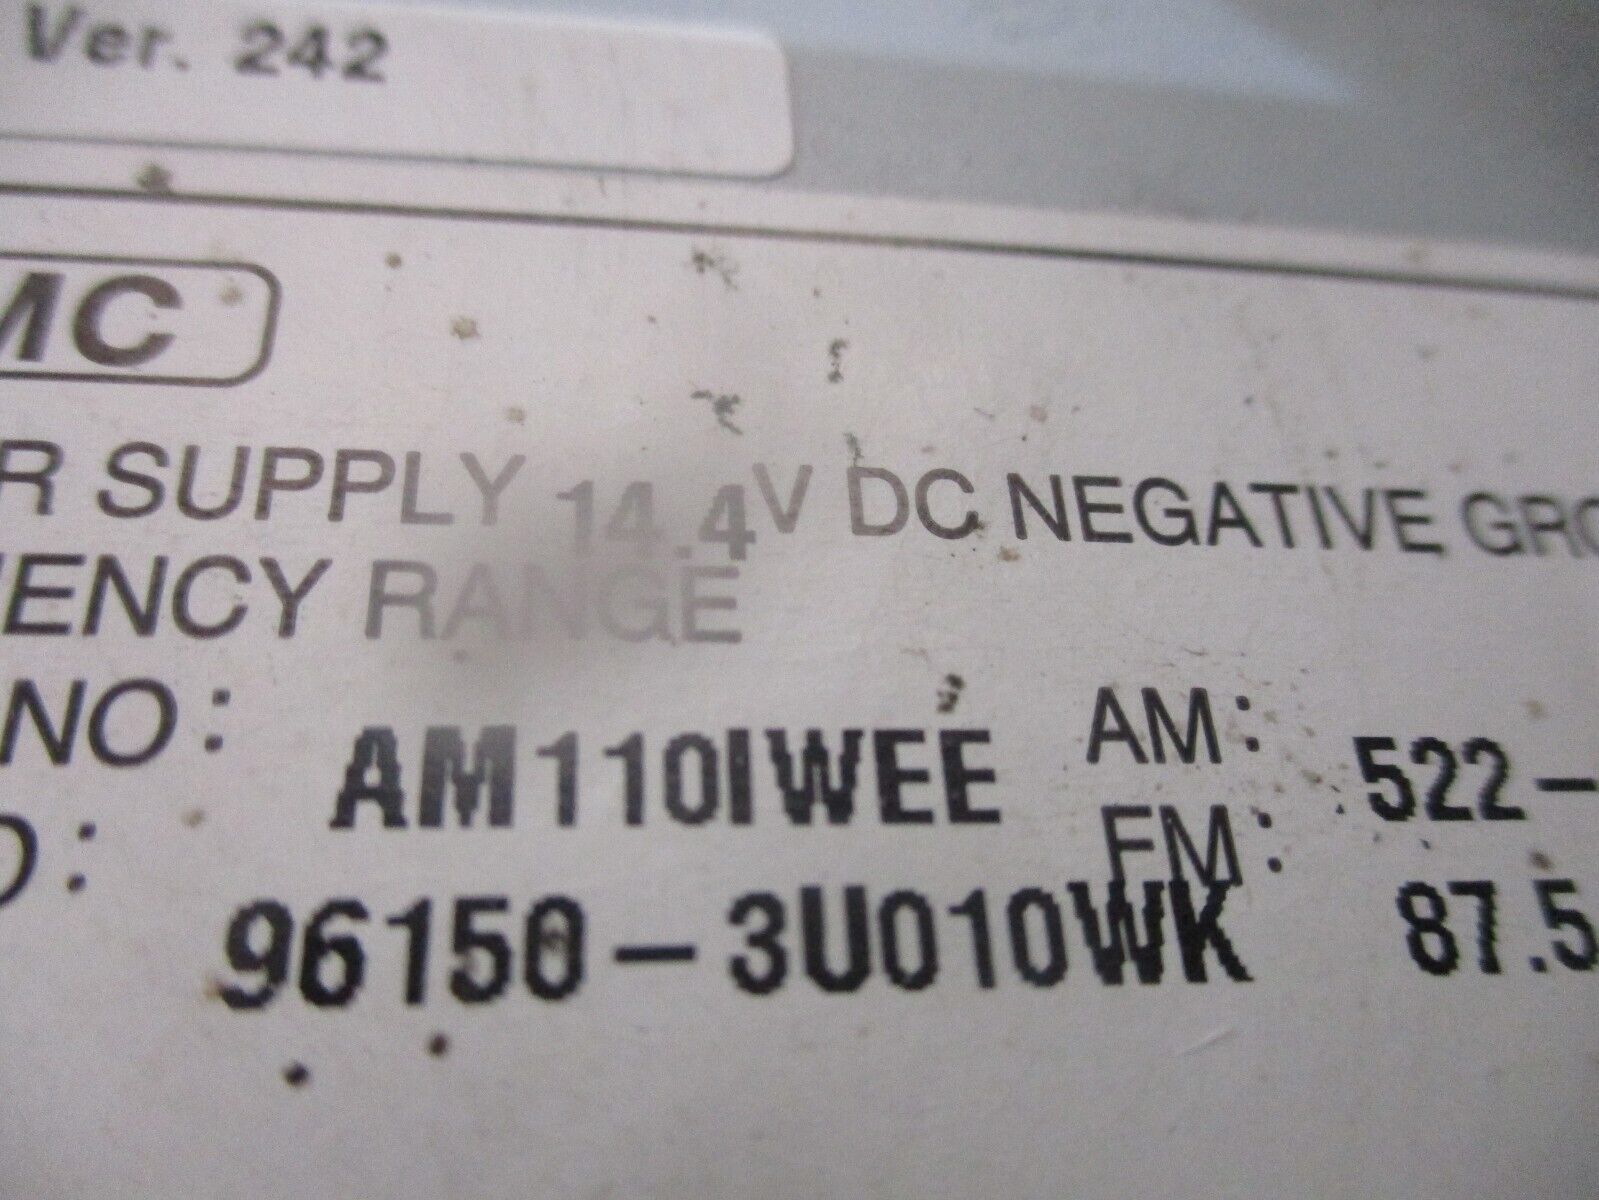 Ver. 242
MC
R SUPPLY 14.4V DC NEGATIVE GRO
ENCY RANGE
NO: AM110IWEE AM: 522-
D: 96150-3U010WK FM: 87.5